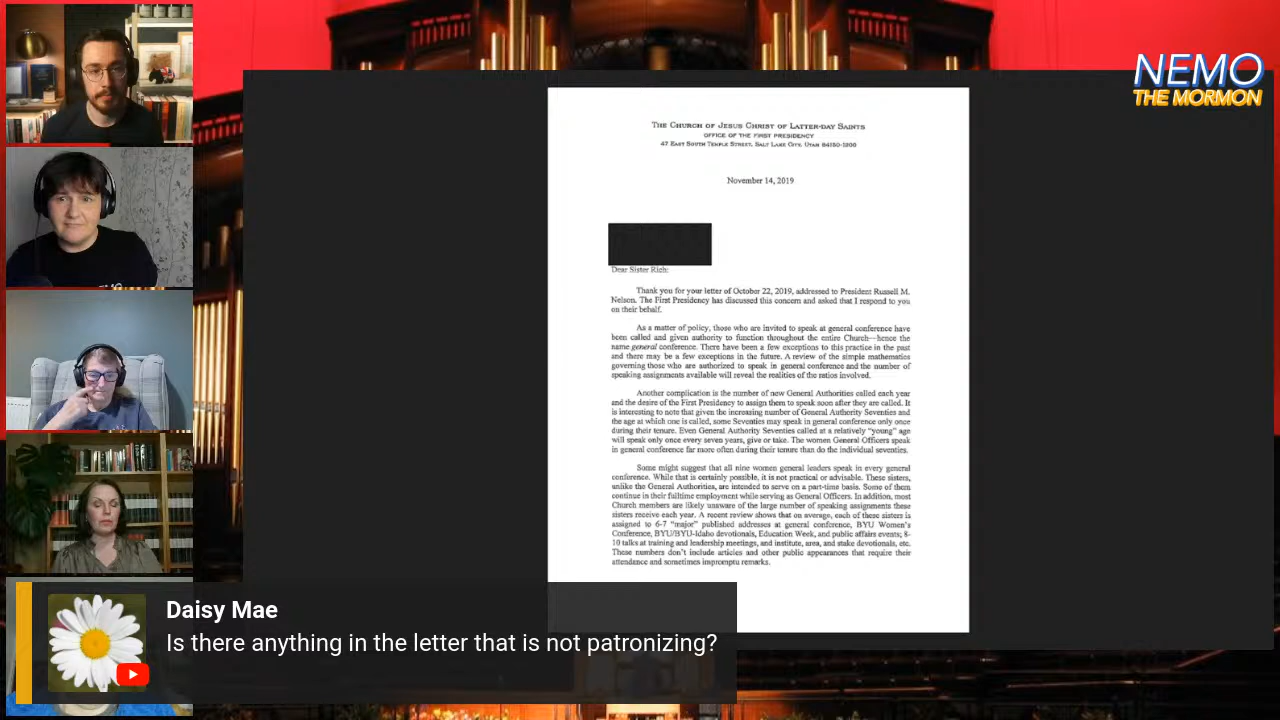 NEMO
THE MORMON
THE CHURCH OF JESUS CHRIST OF LATTER-DAY SAINTS
OFFICE OF THE FIRST PRESIDENCY
47 EAST SOUTH TEMPLE STREET, SALT LAKE CITY, UTAH 84150-1200
November 14, 2019
Dear Sister Rich:
Thank you for your letter of October 22, 2019, addressed to President Russell M.
Nelson. The First Presidency has discussed this concern and asked that I respond to you
on their behalf.
As a matter of policy, those who are invited to speak at general conference have
been called and given authority to function throughout the entire Church—hence the
name general conference. There have been a few exceptions to this practice in the past
and there may be a few exceptions in the future. A review of the simple mathematics
governing those who are authorized to speak in general conference and the number of
speaking assignments available will reveal the realities of the ratios involved.
Another complication is the number of new General Authorities called each year
and the desire of the First Presidency to assign them to speak soon after they are called. It
is interesting to note that given the increasing number of General Authority Seventies and
the age at which one is called, some Seventies may speak in general conference only once
during their tenure. Even General Authority Seventies called at a relatively "young" age
will speak only once every seven years, give or take. The women General Officers speak
in general conference far more often during their tenure than do the individual seventies.
Some might suggest that all nine women general leaders speak in every general
conference. While that is certainly possible, it is not practical or advisable. These sisters,
unlike the General Authorities, are intended to serve on a part-time basis. Some of them
continue in their fulltime employment while serving as General Officers. In addition, most
Church members are likely unaware of the large number of speaking assignments these
sisters receive each year. A recent review shows that on average, each of these sisters is
assigned to 6-7 "major" published addresses at general conference, BYU Women's
Conference, BYU/BYU-Idaho devotionals, Education Week, and public affairs events; 8-
10 talks at training and leadership meetings, and institute, area, and stake devotionals, etc.
These numbers don't include articles and other public appearances that require their
attendance and sometimes impromptu remarks.
Daisy Mae
Is there anything in the letter that is not patronizing?